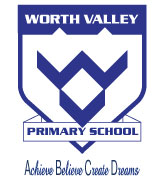 WORTH VALLEY
PRIMARY SCHOOL
Achieve Believe Create Dreams